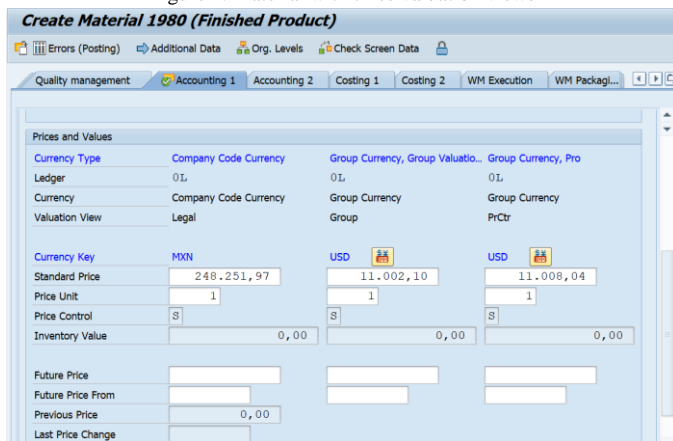 Create Material 1980 (Finished Product)
Errors (Posting) Additional Data Org. Levels Check Screen Data
Quality management Accounting 1 Accounting 2 Costing 1 Costing 2 WM Execution WM Packagi...
Prices and Values
Currency Type Company Code Currency Group Currency, Group Valuatio... Group Currency, Pro
Ledger 0L 0L 0L
Currency Company Code Currency Group Currency Group Currency
Valuation View Legal Group PrCtr
Currency Key MXN USD USD
Standard Price 248.251,97 11.002,10 11.008,04
Price Unit 1 1 1
Price Control S S S
Inventory Value 0,00 0,00 0,00
Future Price
Future Price From
Previous Price 0,00
Last Price Change